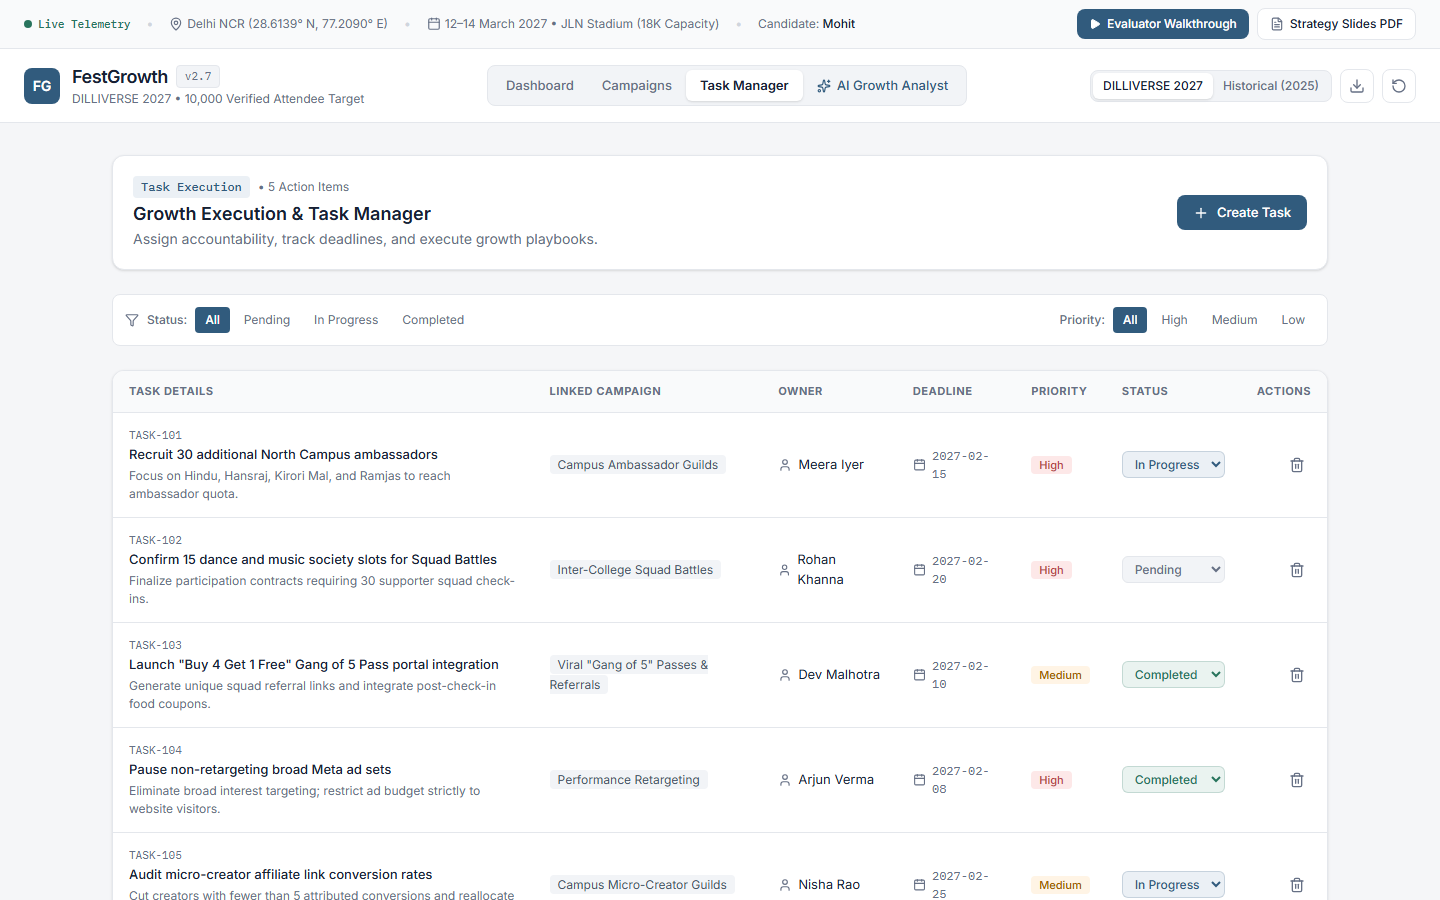 Live Telemetry • Delhi NCR (28.6139° N, 77.2090° E) • 12–14 March 2027 • JLN Stadium (18K Capacity) • Candidate: Mohit
Evaluator Walkthrough
Strategy Slides PDF
FG
FestGrowth v2.7
DILLIVERSE 2027 • 10,000 Verified Attendee Target
Dashboard
Campaigns
Task Manager
AI Growth Analyst
DILLIVERSE 2027
Historical (2025)
Task Execution • 5 Action Items
Growth Execution & Task Manager
Assign accountability, track deadlines, and execute growth playbooks.
Create Task
Status: All Pending In Progress Completed
Priority: All High Medium Low
TASK DETAILS LINKED CAMPAIGN OWNER DEADLINE PRIORITY STATUS ACTIONS
TASK-101
Recruit 30 additional North Campus ambassadors
Focus on Hindu, Hansraj, Kirori Mal, and Ramjas to reach
ambassador quota.
Campus Ambassador Guilds
Meera Iyer
2027-02-
15
High
In Progress
TASK-102
Confirm 15 dance and music society slots for Squad Battles
Finalize participation contracts requiring 30 supporter squad check-
ins.
Inter-College Squad Battles
Rohan
Khanna
2027-02-
20
High
Pending
TASK-103
Launch "Buy 4 Get 1 Free" Gang of 5 Pass portal integration
Generate unique squad referral links and integrate post-check-in
food coupons.
Viral "Gang of 5" Passes &
Referrals
Dev Malhotra
2027-02-
10
Medium
Completed
TASK-104
Pause non-retargeting broad Meta ad sets
Eliminate broad interest targeting; restrict ad budget strictly to
website visitors.
Performance Retargeting
Arjun Verma
2027-02-
08
High
Completed
TASK-105
Audit micro-creator affiliate link conversion rates
Cut creators with fewer than 5 attributed conversions and reallocate
Campus Micro-Creator Guilds
Nisha Rao
2027-02-
25
Medium
In Progress